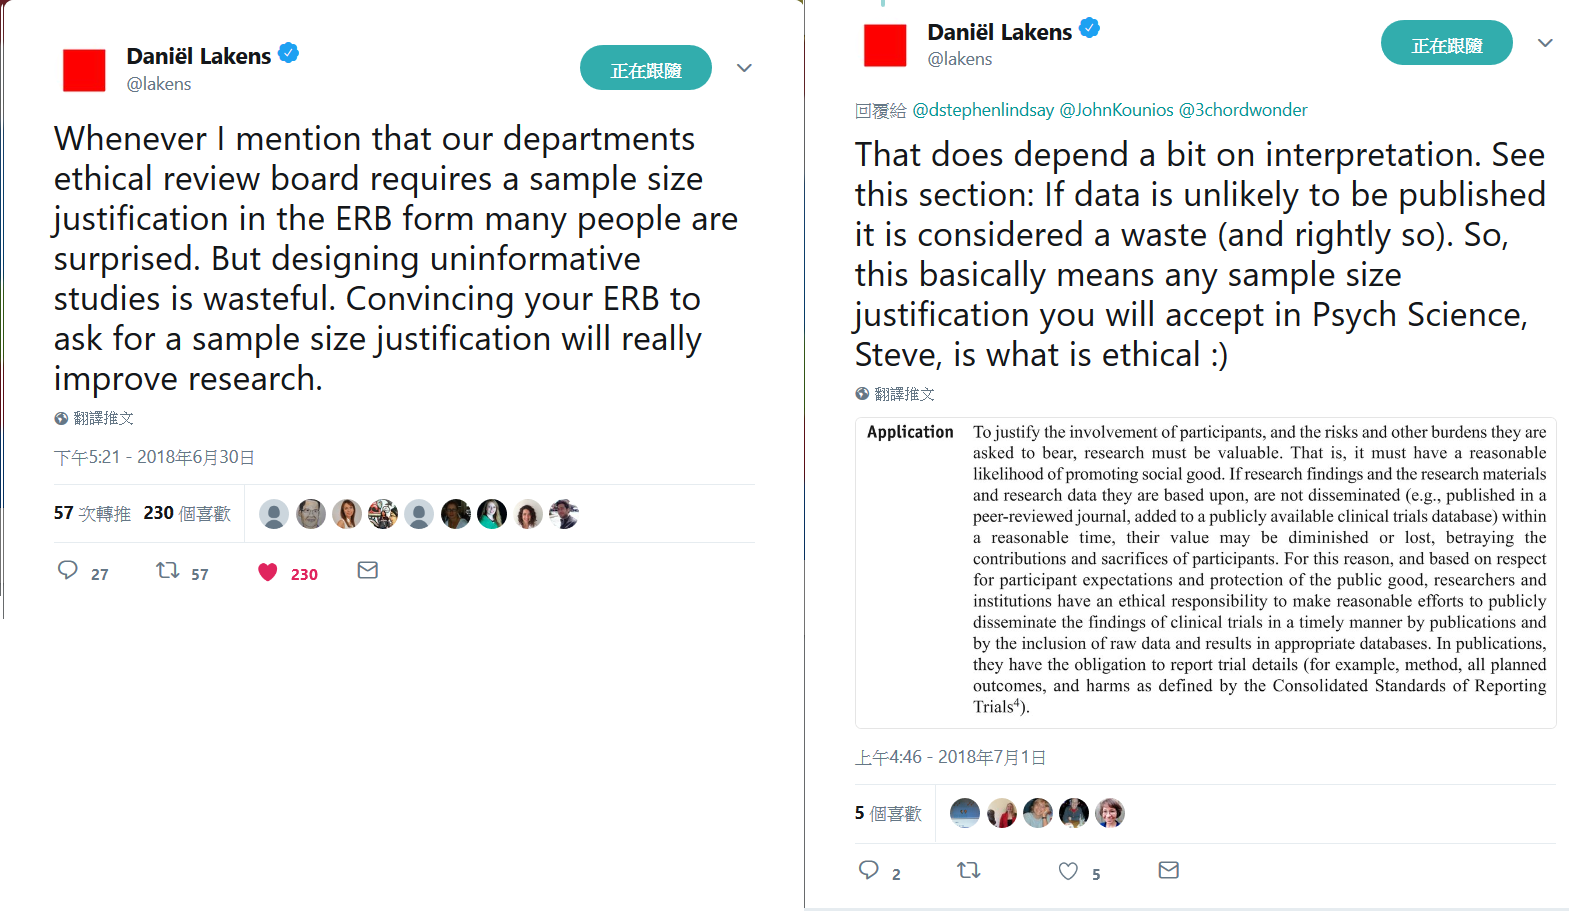 Daniël Lakens
@lakens
正在跟隨
Whenever I mention that our departments
ethical review board requires a sample size
justification in the ERB form many people are
surprised. But designing uninformative
studies is wasteful. Convincing your ERB to
ask for a sample size justification will really
improve research.
翻譯推文
下午5:21 - 2018年6月30日
57 次轉推 230 個喜歡
27 57 230
Daniël Lakens
@lakens
正在跟隨
回覆給 @dstephenlindsay @JohnKounios @3chordwonder
That does depend a bit on interpretation. See
this section: If data is unlikely to be published
it is considered a waste (and rightly so). So,
this basically means any sample size
justification you will accept in Psych Science,
Steve, is what is ethical :)
翻譯推文
Application To justify the involvement of participants, and the risks and other burdens they are
asked to bear, research must be valuable. That is, it must have a reasonable
likelihood of promoting social good. If research findings and the research materials
and research data they are based upon, are not disseminated (e.g., published in a
peer-reviewed journal, added to a publicly available clinical trials database) within
a reasonable time, their value may be diminished or lost, betraying the
contributions and sacrifices of participants. For this reason, and based on respect
for participant expectations and protection of the public good, researchers and
institutions have an ethical responsibility to make reasonable efforts to publicly
disseminate the findings of clinical trials in a timely manner by publications and
by the inclusion of raw data and results in appropriate databases. In publications,
they have the obligation to report trial details (for example, method, all planned
outcomes, and harms as defined by the Consolidated Standards of Reporting
Trials⁴).
上午4:46 - 2018年7月1日
5 個喜歡
2 5